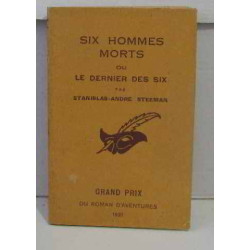 SIX HOMMES
MORTS
OU
LE DERNIER DES SIX
PAR
STANISLAS-ANDRÉ STEEMAN
GRAND PRIX
DU ROMAN D'AVENTURES
1931